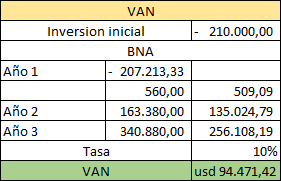 VAN
Inversion inicial - 210.000,00
BNA
Año 1 - 207.213,33
560,00 509,09
Año 2 163.380,00 135.024,79
Año 3 340.880,00 256.108,19
Tasa 10%
VAN usd 94.471,42